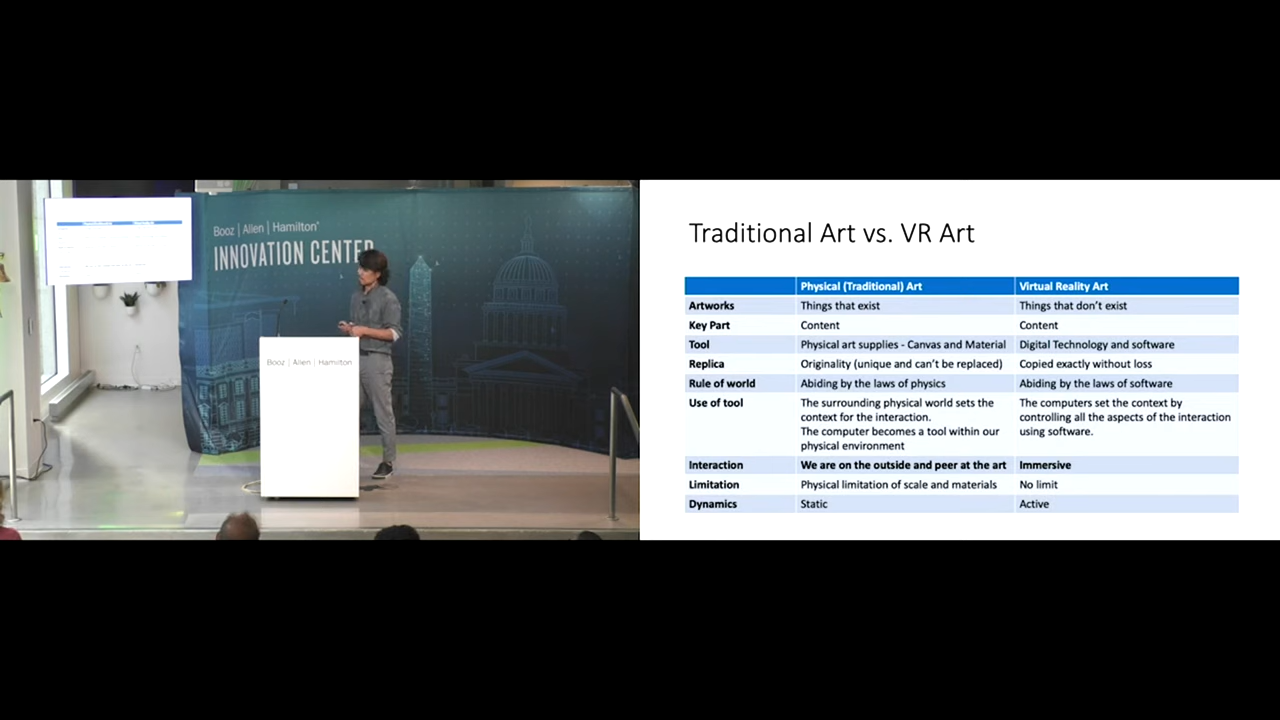 Booz | Allen | Hamilton®
INNOVATION CENTER
Booz | Allen | Hamilton
Traditional Art vs. VR Art
Physical (Traditional) Art Virtual Reality Art
Artworks Things that exist Things that don't exist
Key Part Content Content
Tool Physical art supplies - Canvas and Material Digital Technology and software
Replica Originality (unique and can't be replaced) Copied exactly without loss
Rule of world Abiding by the laws of physics Abiding by the laws of software
Use of tool The surrounding physical world sets the context for the interaction.
The computer becomes a tool within our physical environment
The computers set the context by controlling all the aspects of the interaction using software.
Interaction We are on the outside and peer at the art Immersive
Limitation Physical limitation of scale and materials No limit
Dynamics Static Active